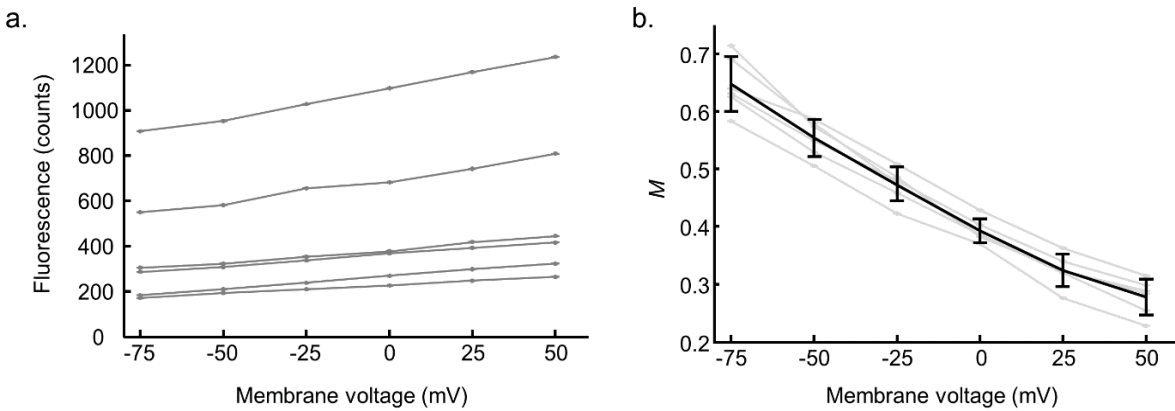 a.
Fluorescence (counts)
1200
1000
800
600
400
200
0
-75 -50 -25 0 25 50
Membrane voltage (mV)
b.
M
0.7
0.6
0.5
0.4
0.3
0.2
-75 -50 -25 0 25 50
Membrane voltage (mV)